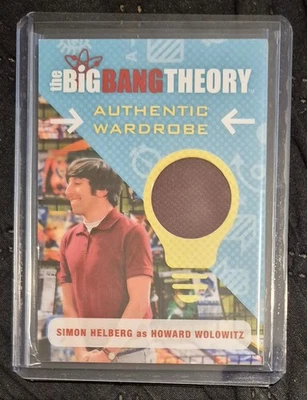 the BIG BANG THEORY
AUTHENTIC
WARDROBE
SIMON HELBERG as HOWARD WOLOWITZ